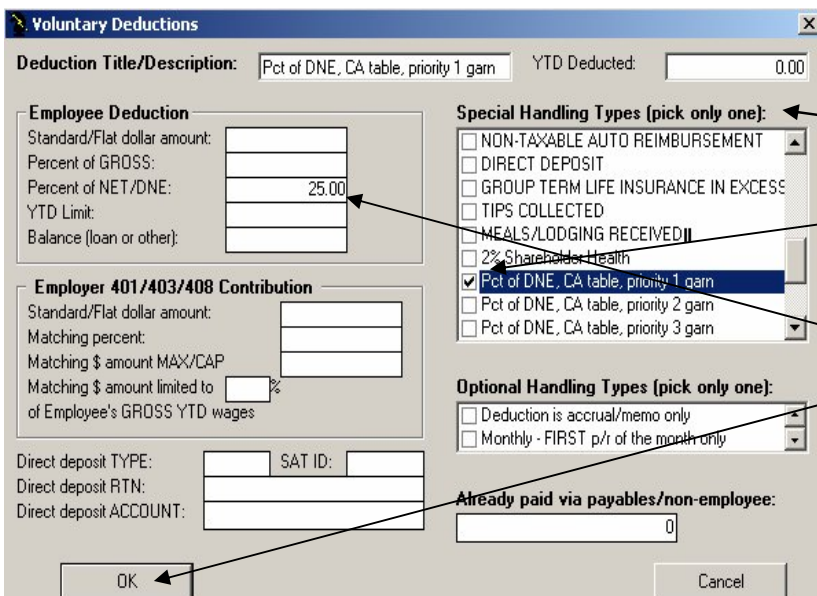 Voluntary Deductions
Deduction Title/Description: Pct of DNE, CA table, priority 1 garn YTD Deducted: 0.00
Employee Deduction
Standard/Flat dollar amount:
Percent of GROSS:
Percent of NET/DNE: 25.00
YTD Limit:
Balance (loan or other):
Employer 401/403/408 Contribution
Standard/Flat dollar amount:
Matching percent:
Matching $ amount MAX/CAP
Matching $ amount limited to %
of Employee's GROSS YTD wages
Direct deposit TYPE: SAT ID:
Direct deposit RTN:
Direct deposit ACCOUNT:
Special Handling Types (pick only one):
NON-TAXABLE AUTO REIMBURSEMENT
DIRECT DEPOSIT
GROUP TERM LIFE INSURANCE IN EXCESS
TIPS COLLECTED
MEALS/LODGING RECEIVED
2% Shareholder Health
Pct of DNE, CA table, priority 1 garn
Pct of DNE, CA table, priority 2 garn
Pct of DNE, CA table, priority 3 garn
Optional Handling Types (pick only one):
Deduction is accrual/memo only
Monthly - FIRST p/r of the month only
Already paid via payables/non-employee:
0
OK Cancel